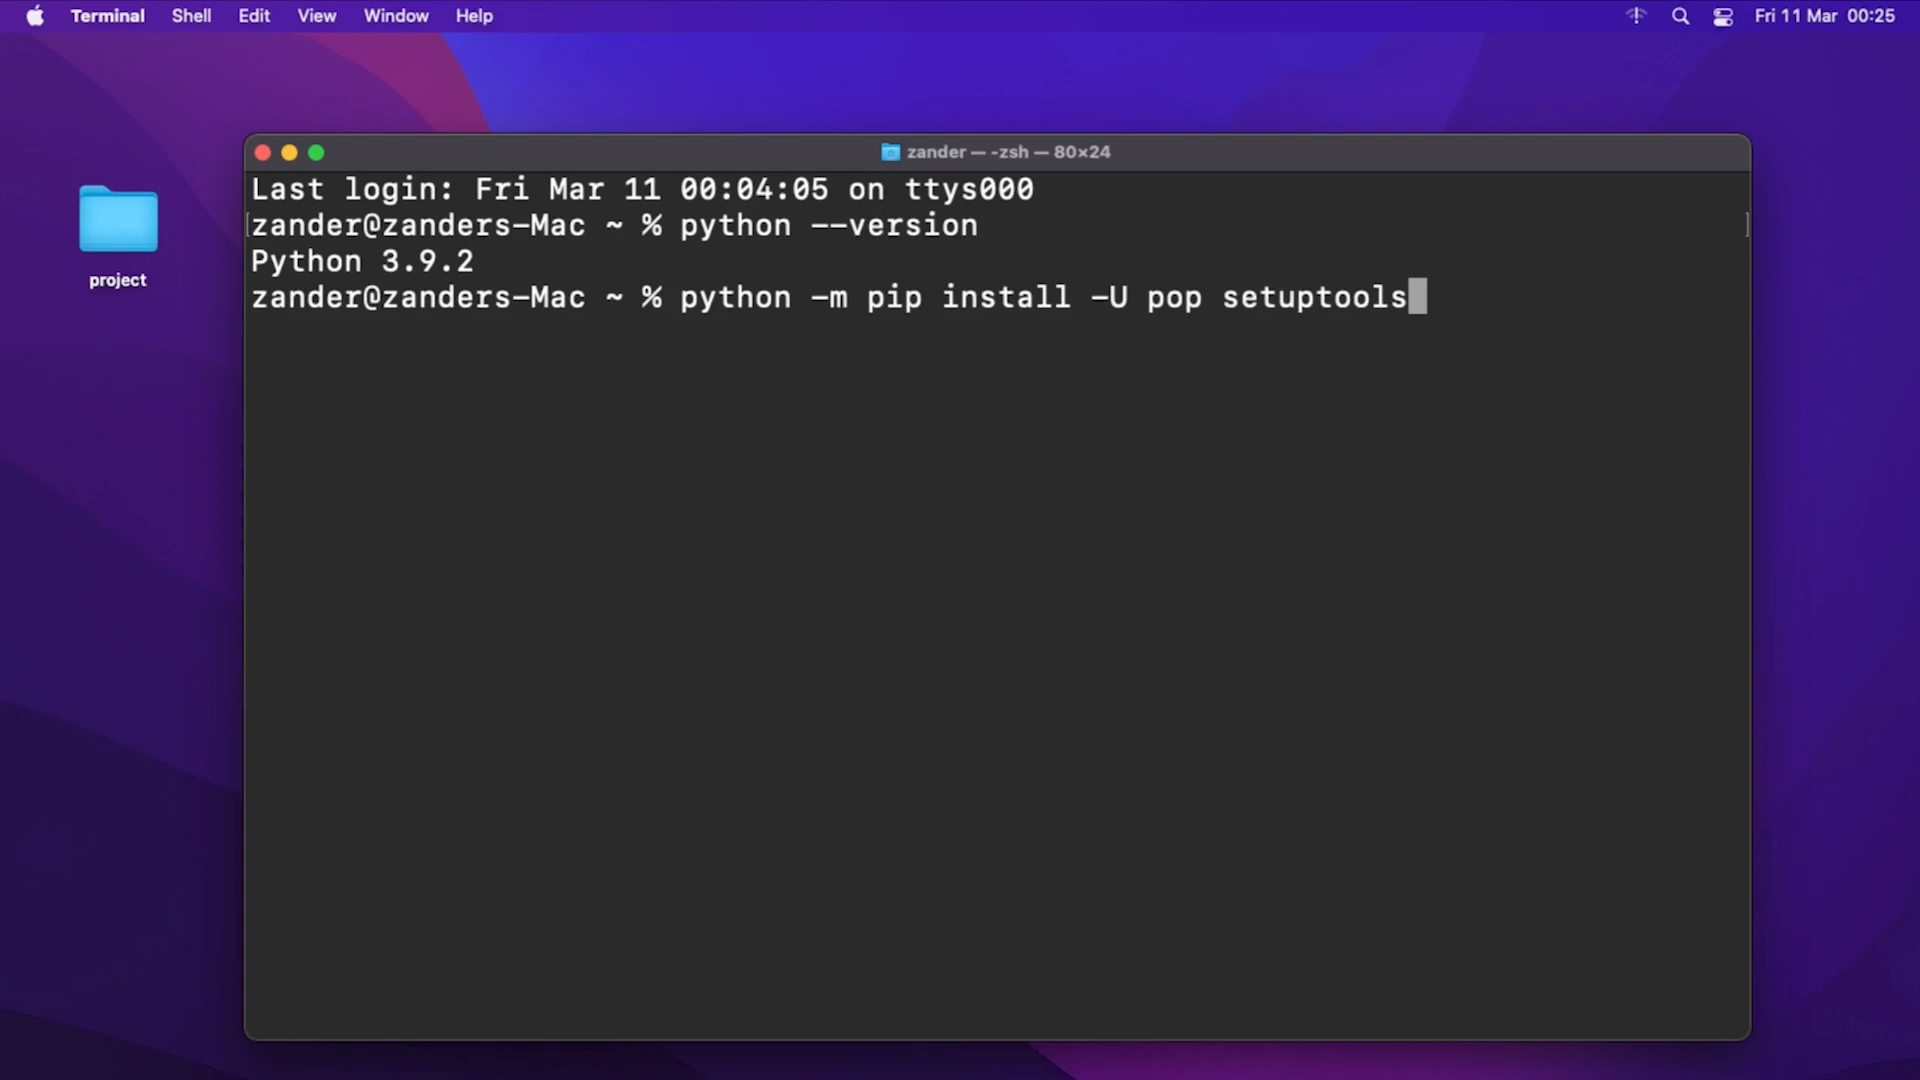 Terminal Shell Edit View Window Help Fri 11 Mar 00:25
zander — -zsh — 80×24
Last login: Fri Mar 11 00:04:05 on ttys000
[zander@zanders-Mac ~ % python --version ]
Python 3.9.2
zander@zanders-Mac ~ % python -m pip install -U pop setuptools
project